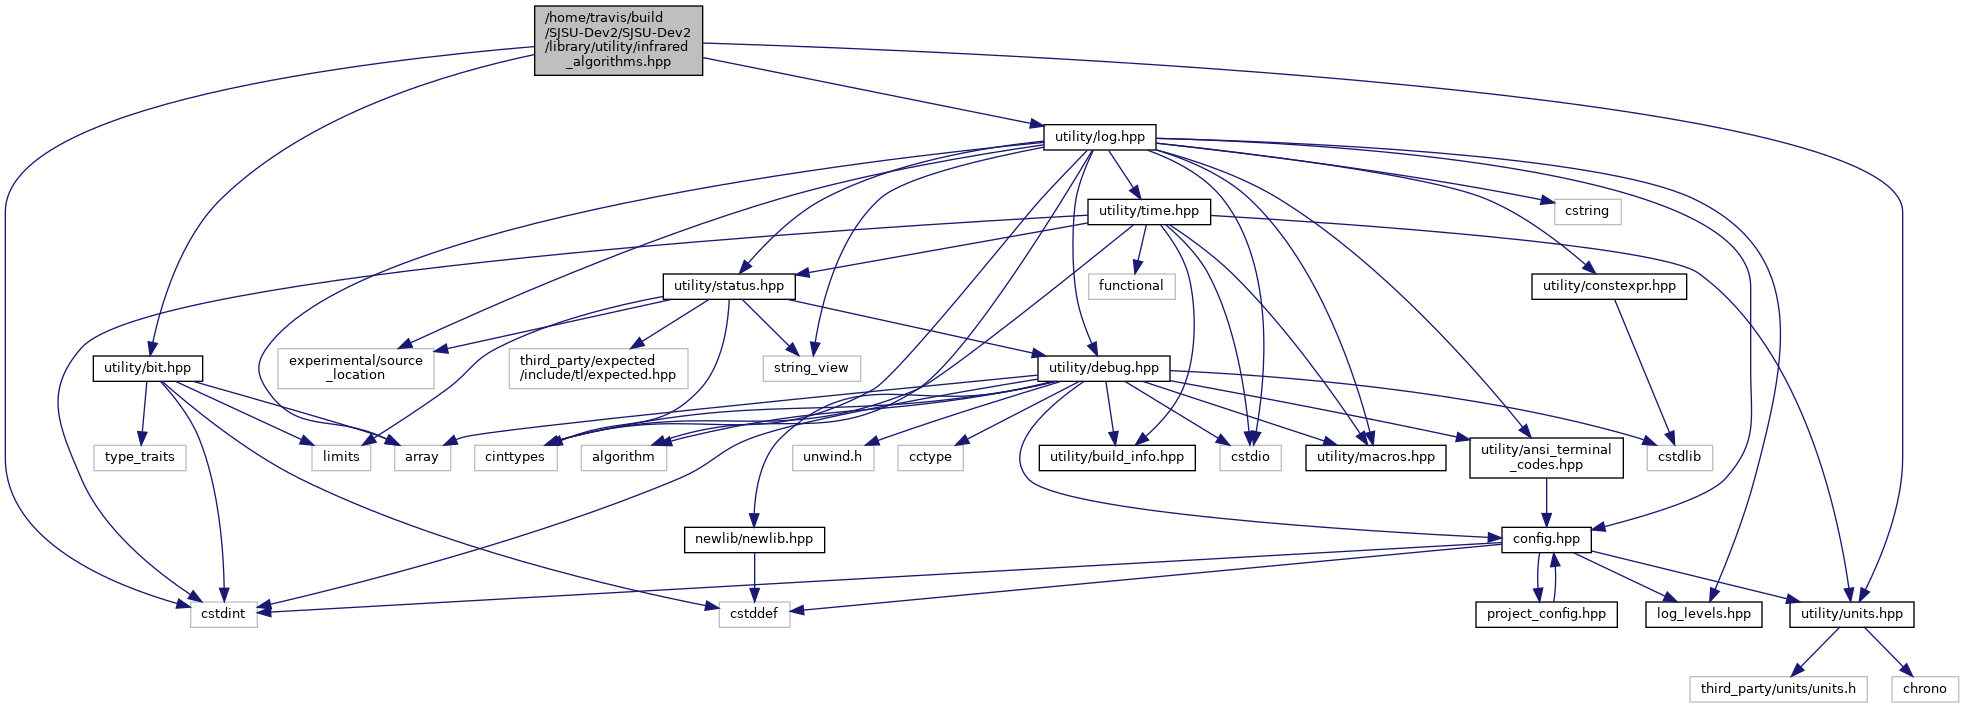 /home/travis/build
/SJSU-Dev2/SJSU-Dev2
/library/utility/infrared
_algorithms.hpp
utility/log.hpp
utility/time.hpp
cstring
utility/status.hpp
functional
utility/constexpr.hpp
utility/bit.hpp
experimental/source
_location
third_party/expected
/include/tl/expected.hpp
string_view
utility/debug.hpp
type_traits
limits
array
cinttypes
algorithm
unwind.h
cctype
utility/build_info.hpp
cstdio
utility/macros.hpp
utility/ansi_terminal
_codes.hpp
cstdlib
newlib/newlib.hpp
config.hpp
cstdint
cstddef
project_config.hpp
log_levels.hpp
utility/units.hpp
third_party/units/units.h
chrono